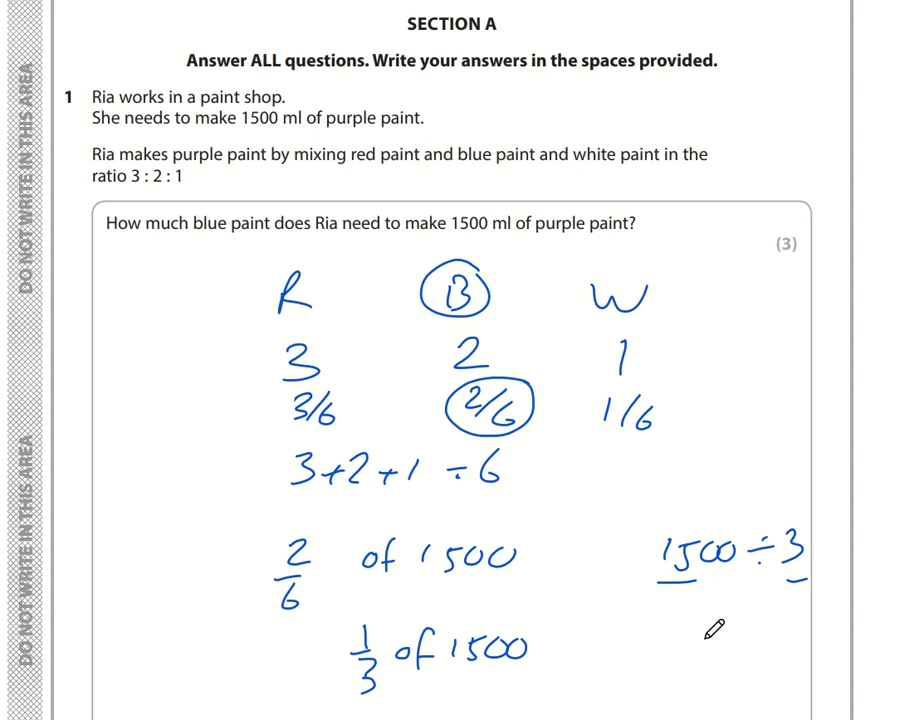 SECTION A
Answer ALL questions. Write your answers in the spaces provided.
1 Ria works in a paint shop.
She needs to make 1500 ml of purple paint.
Ria makes purple paint by mixing red paint and blue paint and white paint in the
ratio 3 : 2 : 1
How much blue paint does Ria need to make 1500 ml of purple paint?
(3)
R B W
3 2 1
3/6 2/6 1/6
3+2+1 ÷ 6
2/6 of 1500 1500 ÷ 3
1/3 of 1500
DO NOT WRITE IN THIS AREA
DO NOT WRITE IN THIS AREA